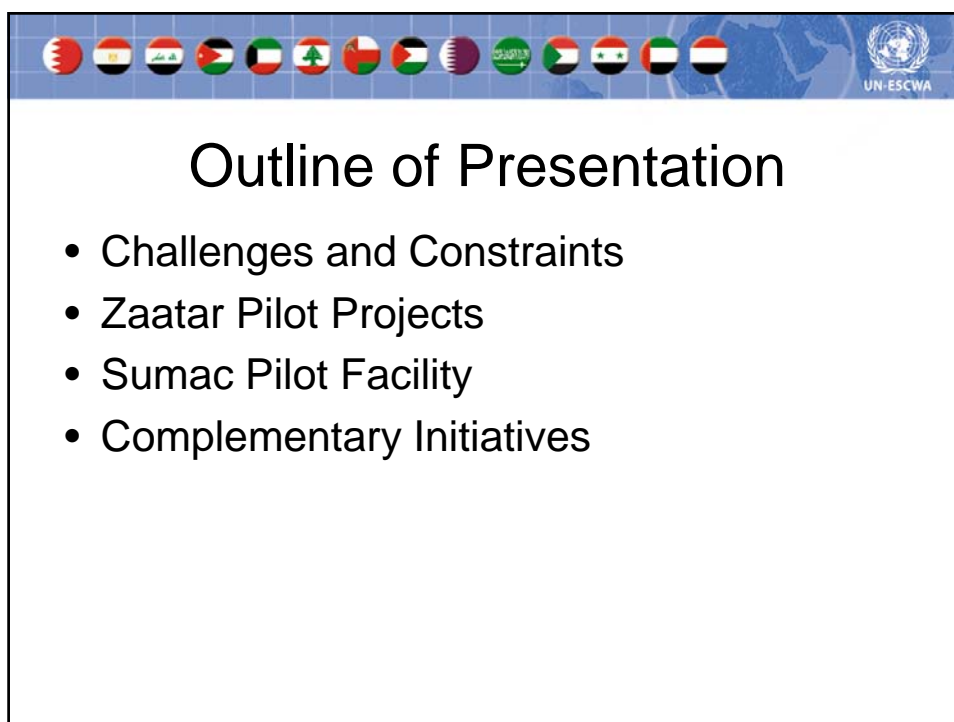 UN-ESCWA
Outline of Presentation
• Challenges and Constraints
• Zaatar Pilot Projects
• Sumac Pilot Facility
• Complementary Initiatives